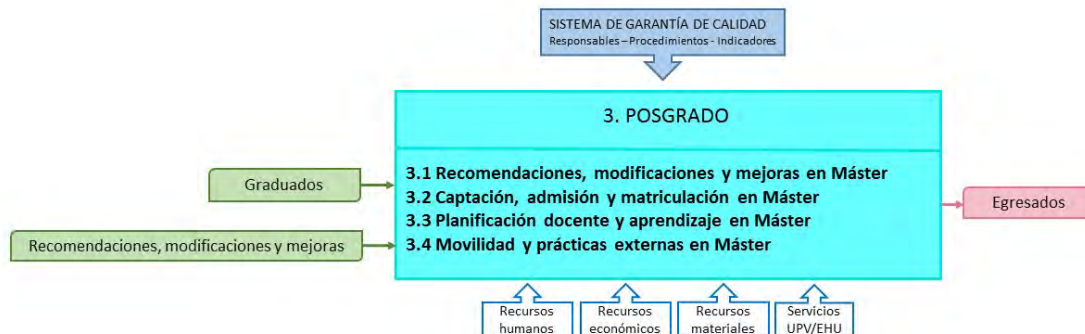 SISTEMA DE GARANTÍA DE CALIDAD
Responsables – Procedimientos - Indicadores
3. POSGRADO
3.1 Recomendaciones, modificaciones y mejoras en Máster
3.2 Captación, admisión y matriculación en Máster
3.3 Planificación docente y aprendizaje en Máster
3.4 Movilidad y prácticas externas en Máster
Graduados
Recomendaciones, modificaciones y mejoras
Egresados
Recursos
humanos
Recursos
económicos
Recursos
materiales
Servicios
UPV/EHU